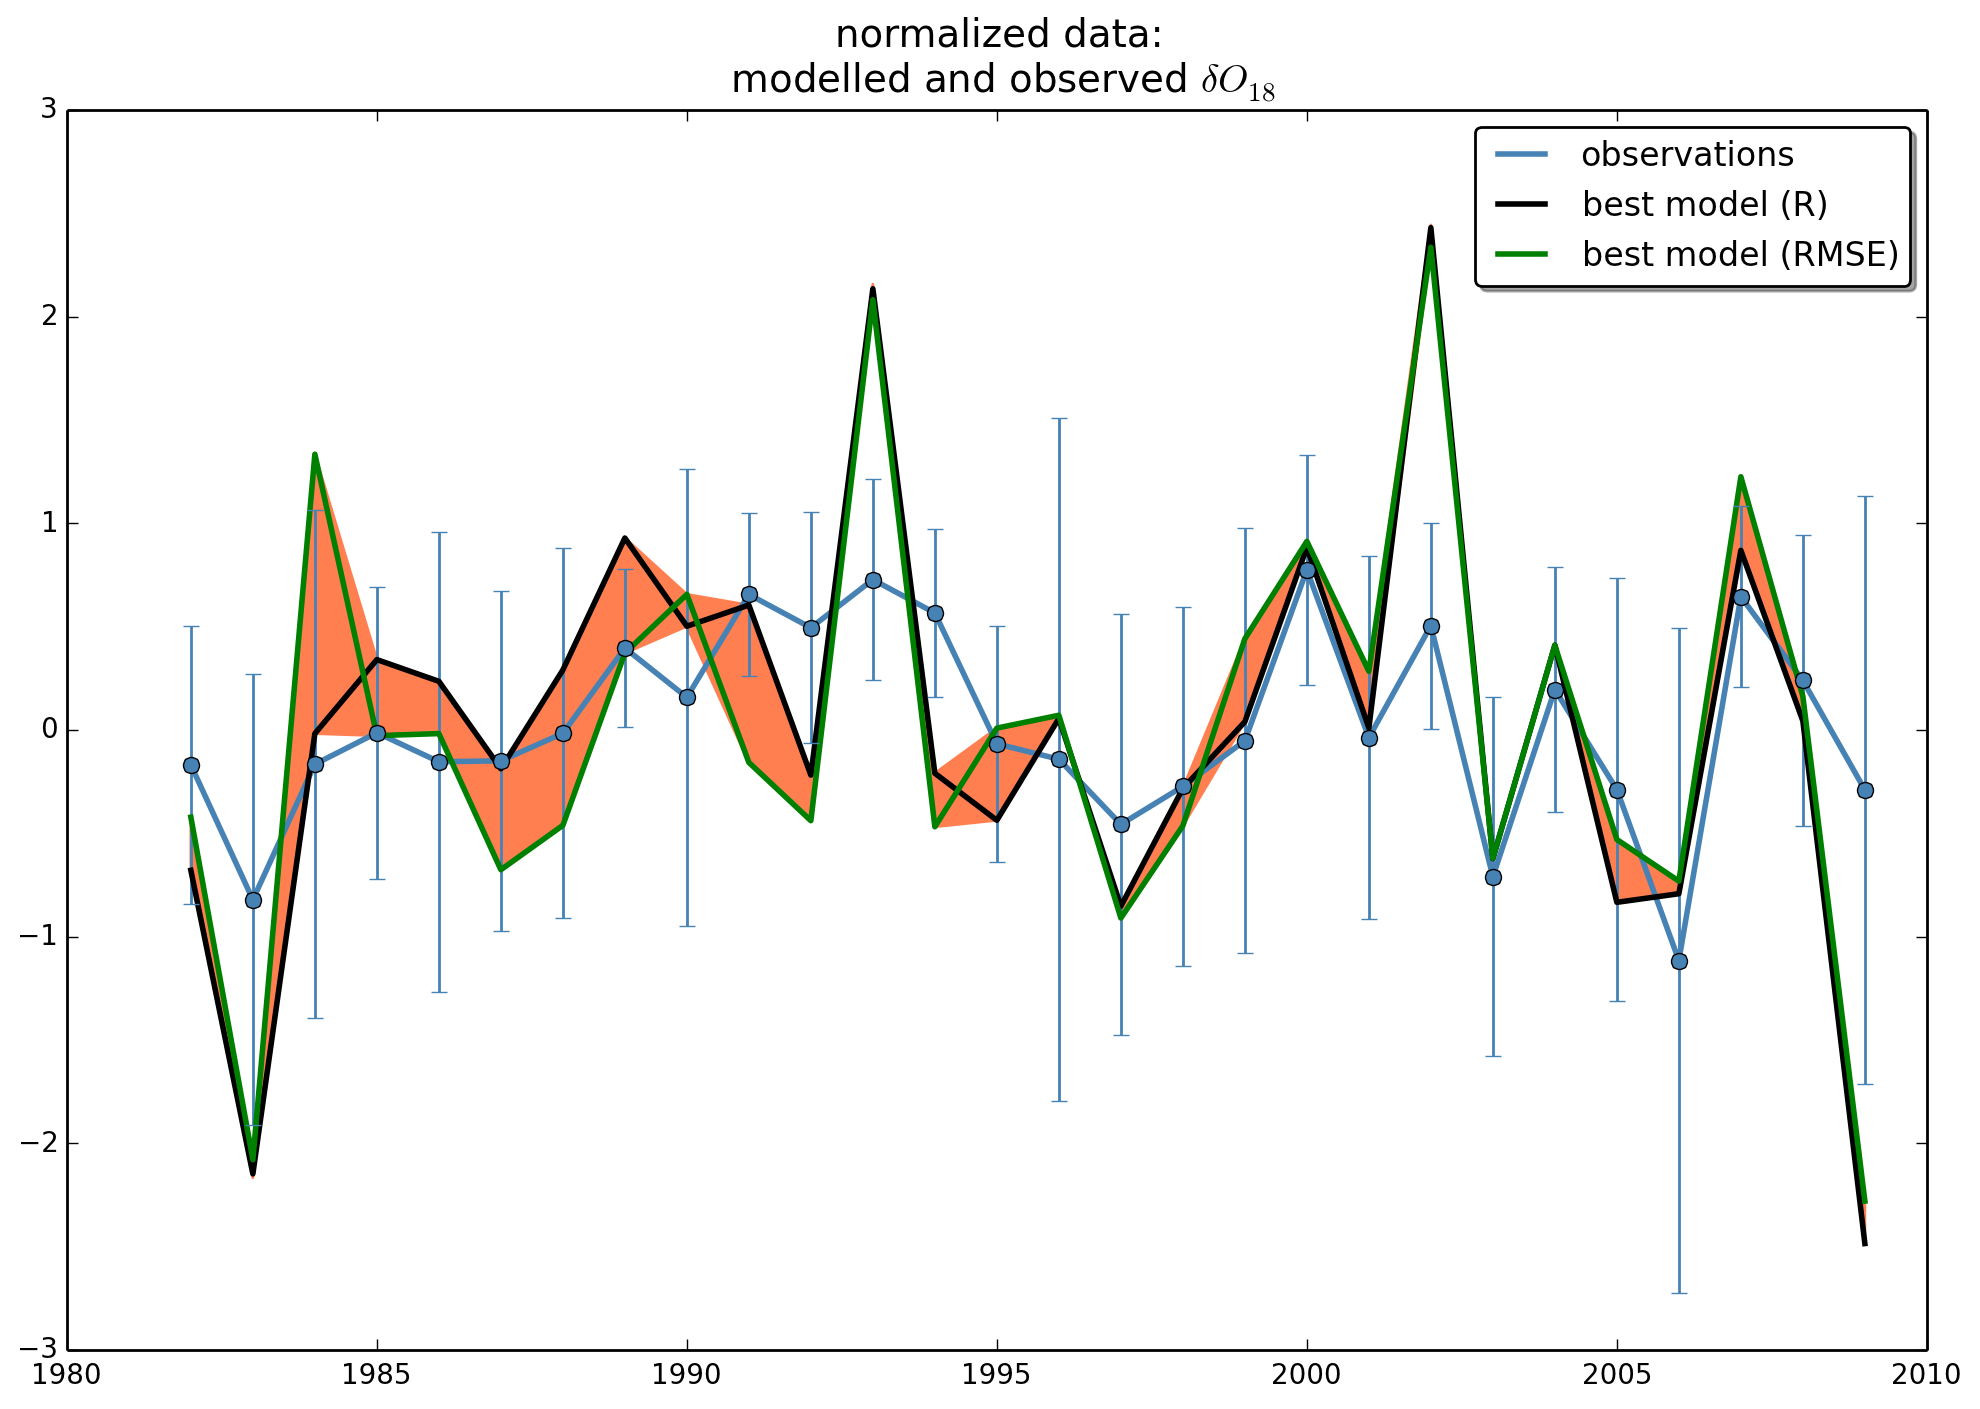 normalized data:
modelled and observed δO₁₈
observations
best model (R)
best model (RMSE)
3
2
1
0
−1
−2
−3
1980 1985 1990 1995 2000 2005 2010